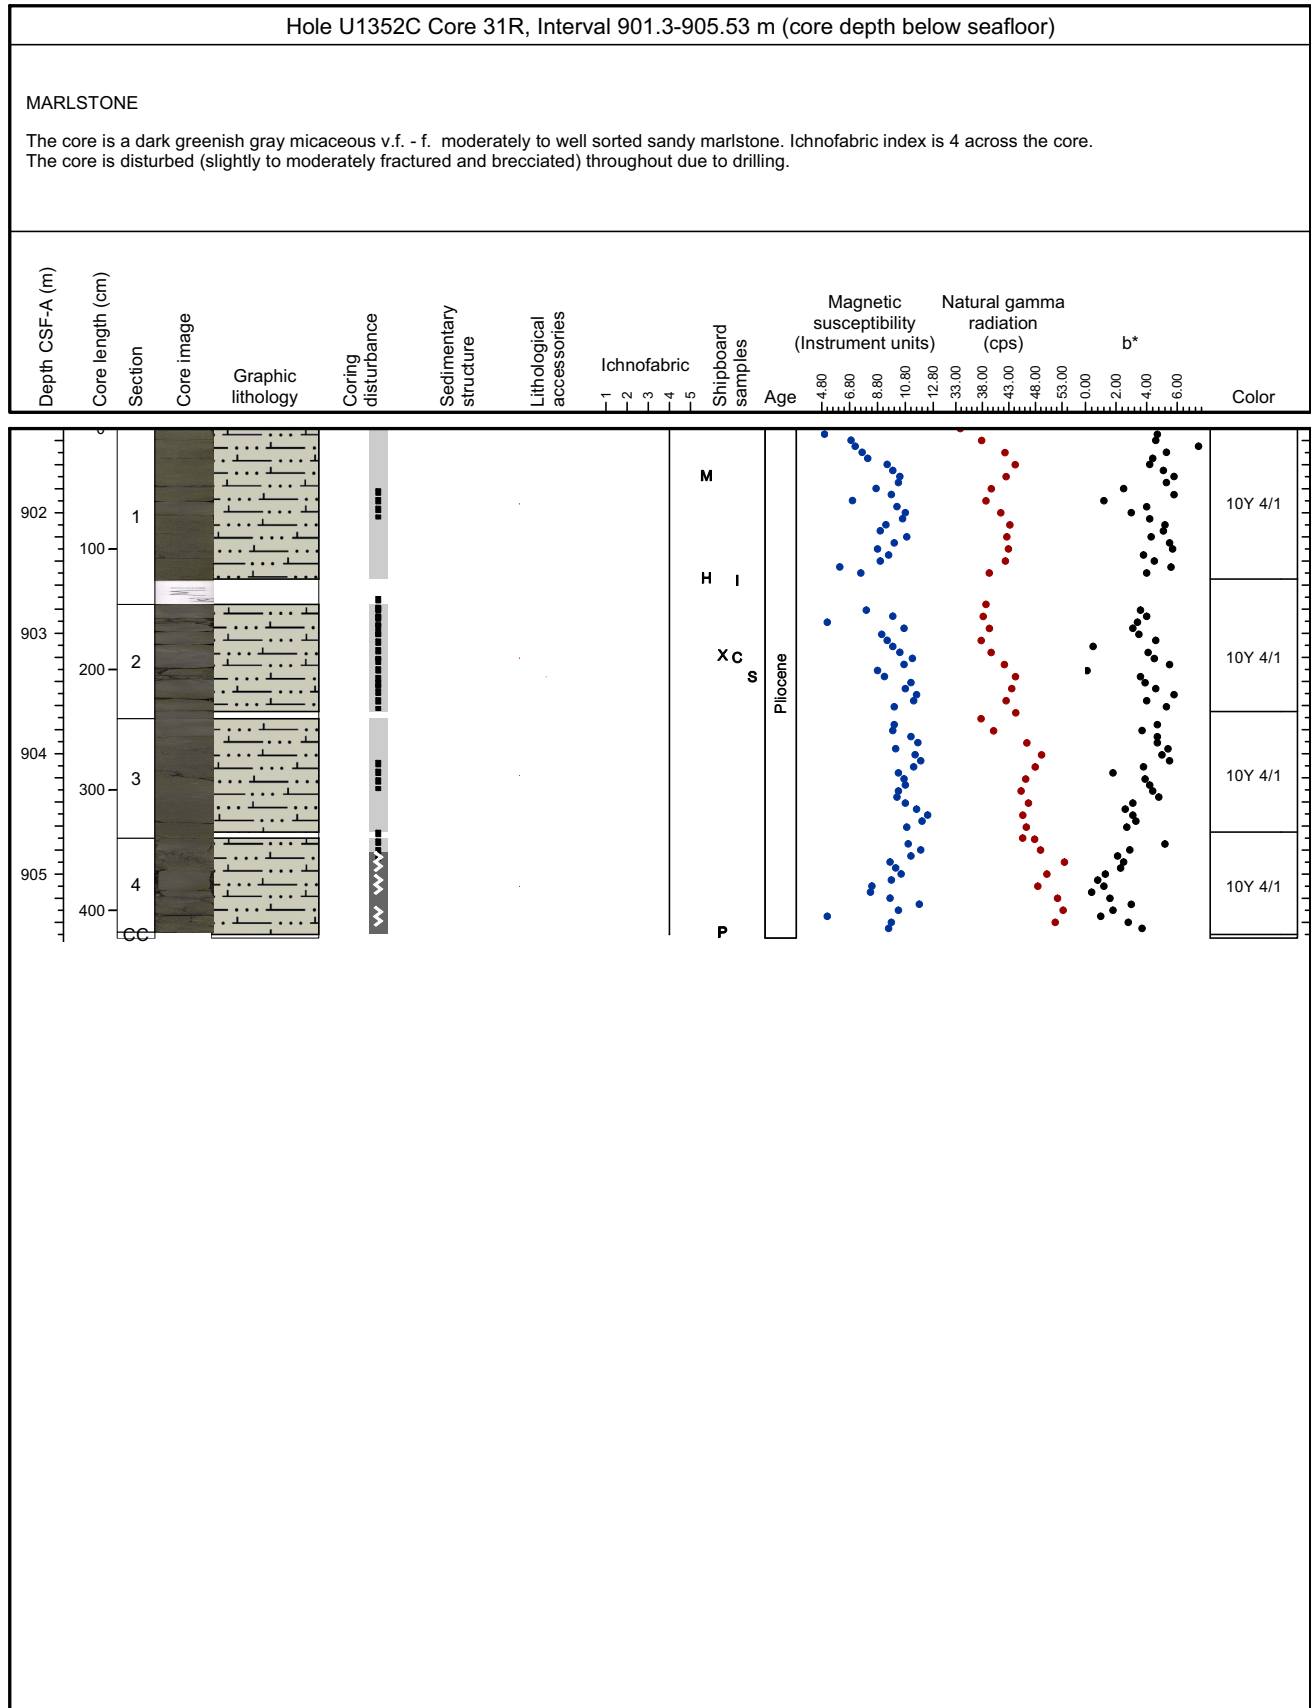 Hole U1352C Core 31R, Interval 901.3-905.53 m (core depth below seafloor)
MARLSTONE
The core is a dark greenish gray micaceous v.f. - f. moderately to well sorted sandy marlstone. Ichnofabric index is 4 across the core.
The core is disturbed (slightly to moderately fractured and brecciated) throughout due to drilling.
Depth CSF-A (m)
Core length (cm)
Section
Core image
Graphic
lithology
Coring
disturbance
Sedimentary
structure
Lithological
accessories
Ichnofabric
1 2 3 4 5
Shipboard
samples
Age
Magnetic
susceptibility
(Instrument units)
4.80 6.80 8.80 10.80 12.80
Natural gamma
radiation
(cps)
33.00 38.00 43.00 48.00 53.00
b*
0.00 2.00 4.00 6.00
Color
0
M
902
1
10Y 4/1
100
H I
903
2
X C
10Y 4/1
200
S
Pliocene
904
3
10Y 4/1
300
905
4
10Y 4/1
400
CC
P